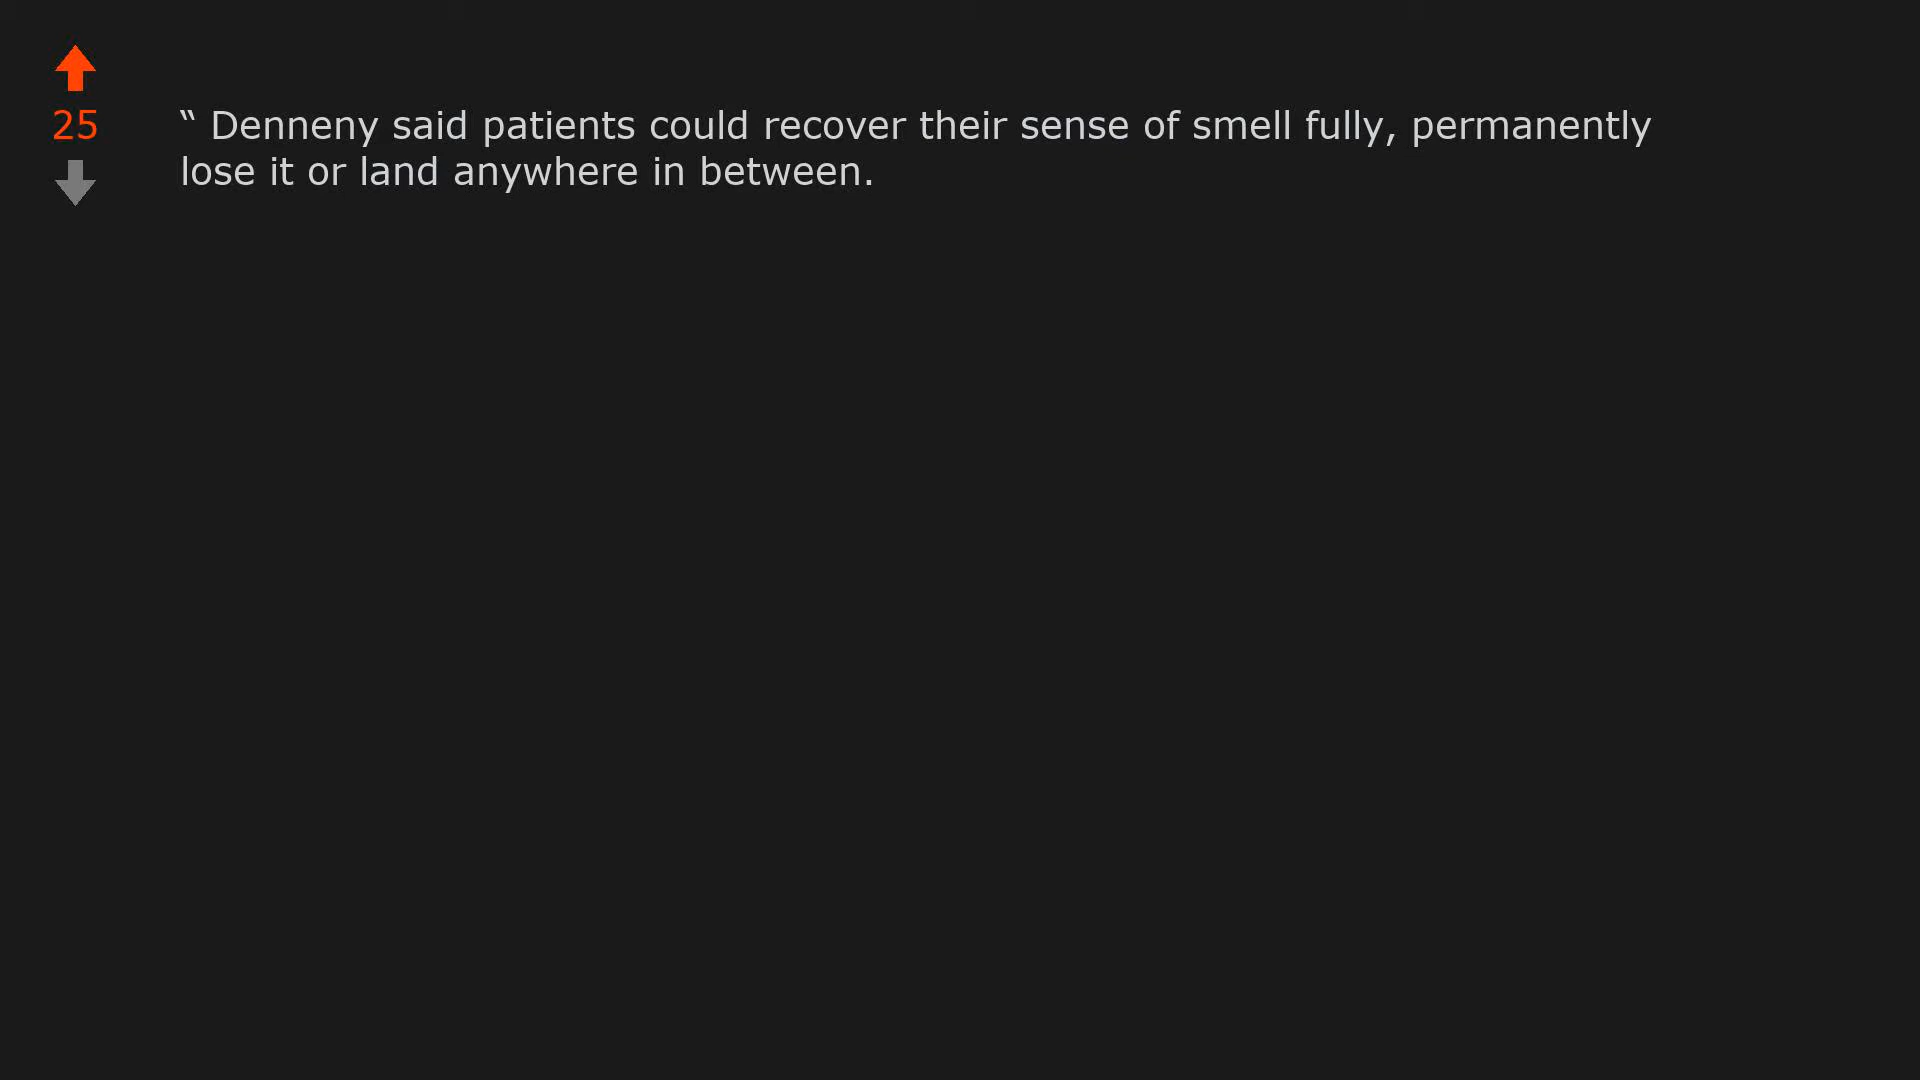 25
“ Denneny said patients could recover their sense of smell fully, permanently
lose it or land anywhere in between.